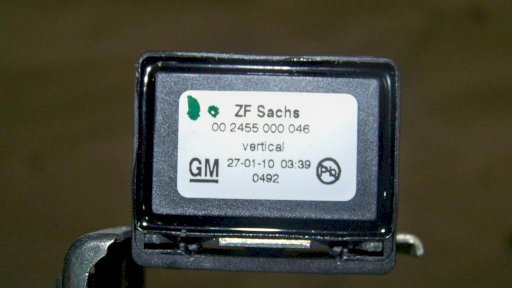 ZF Sachs
00 2455 000 046
vertical
GM 27-01-10 03:39 Pb
0492